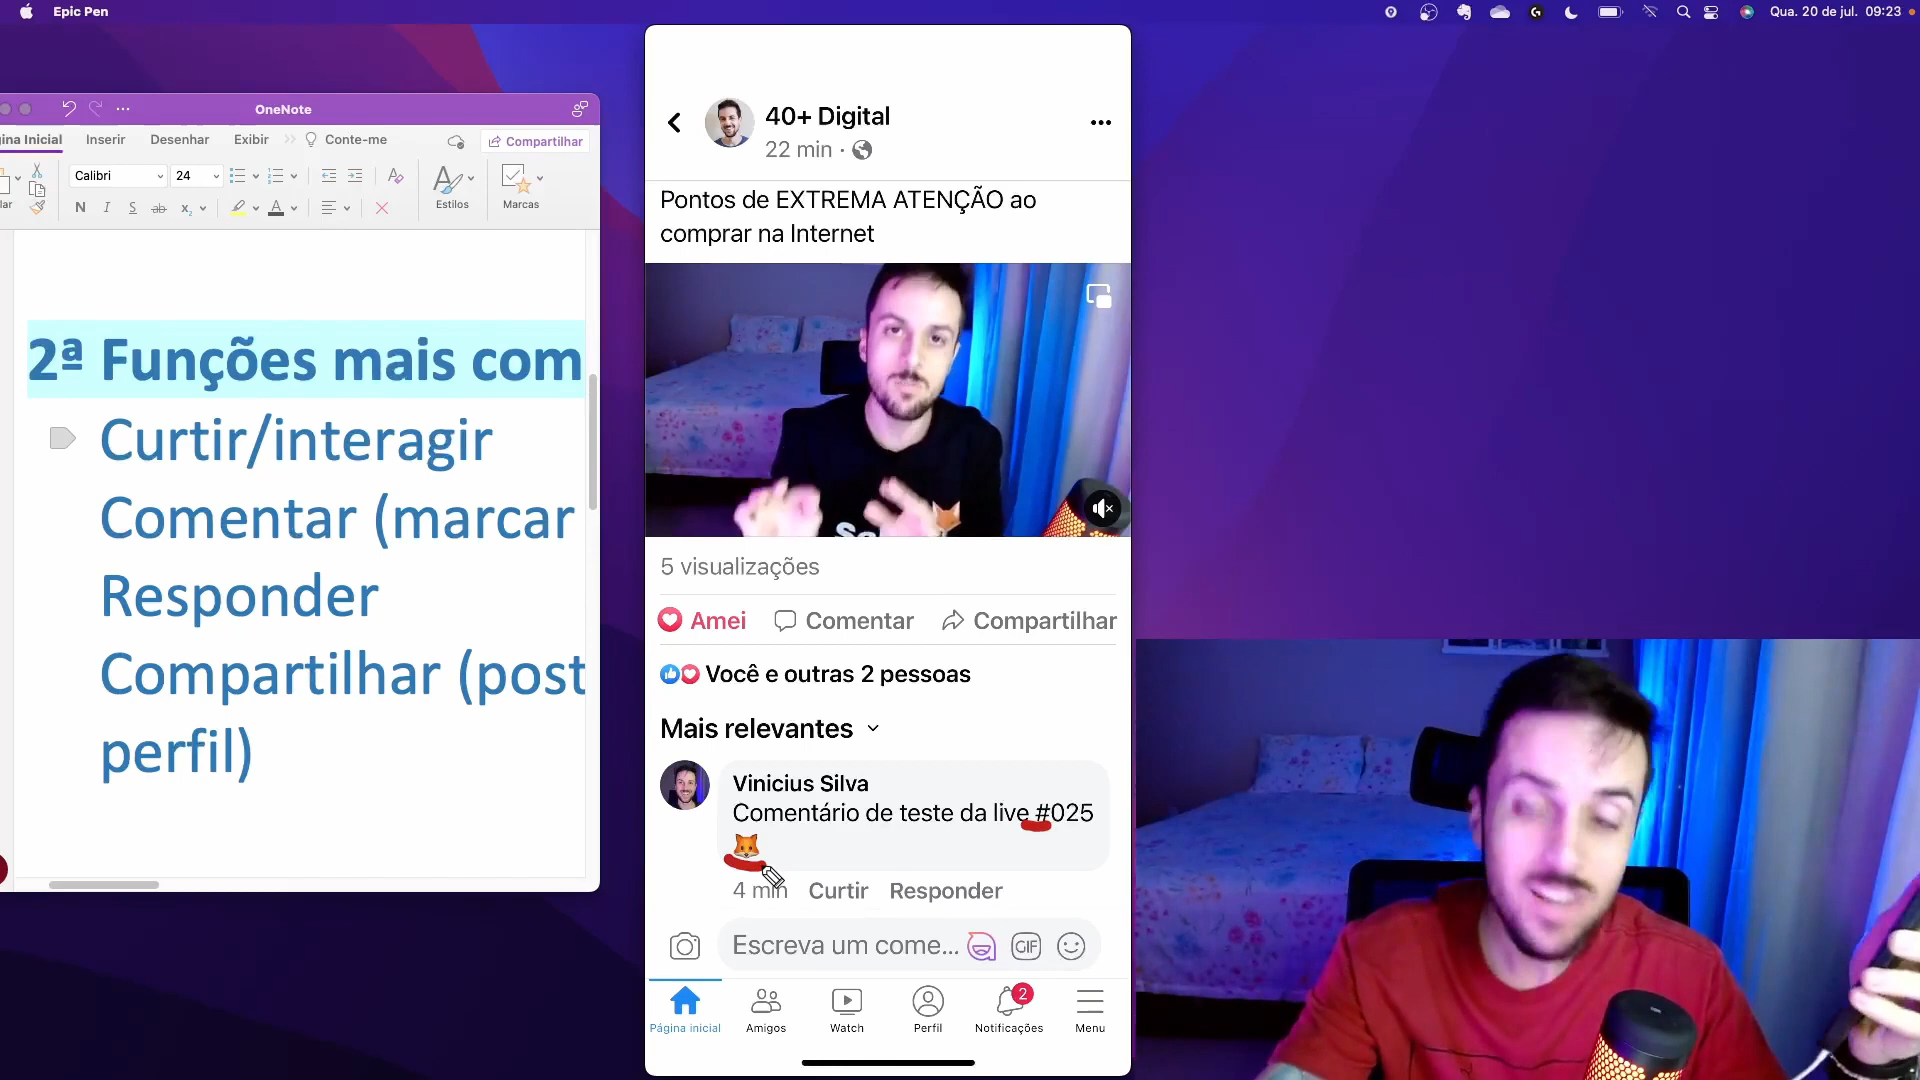 Epic Pen
Qua. 20 de jul. 09:23
OneNote
ina Inicial
Inserir
Desenhar
Exibir
Conte-me
Compartilhar
Calibri
24
lar
N
I
S
ab
Estilos
Marcas
2ª Funções mais com
Curtir/interagir
Comentar (marcar
Responder
Compartilhar (post
perfil)
40+ Digital
22 min ·
Pontos de EXTREMA ATENÇÃO ao
comprar na Internet
5 visualizações
Amei
Comentar
Compartilhar
Você e outras 2 pessoas
Mais relevantes
Vinicius Silva
Comentário de teste da live #025
🦊
4 min
Curtir
Responder
Escreva um come...
GIF
Página inicial
Amigos
Watch
Perfil
2
Notificações
Menu